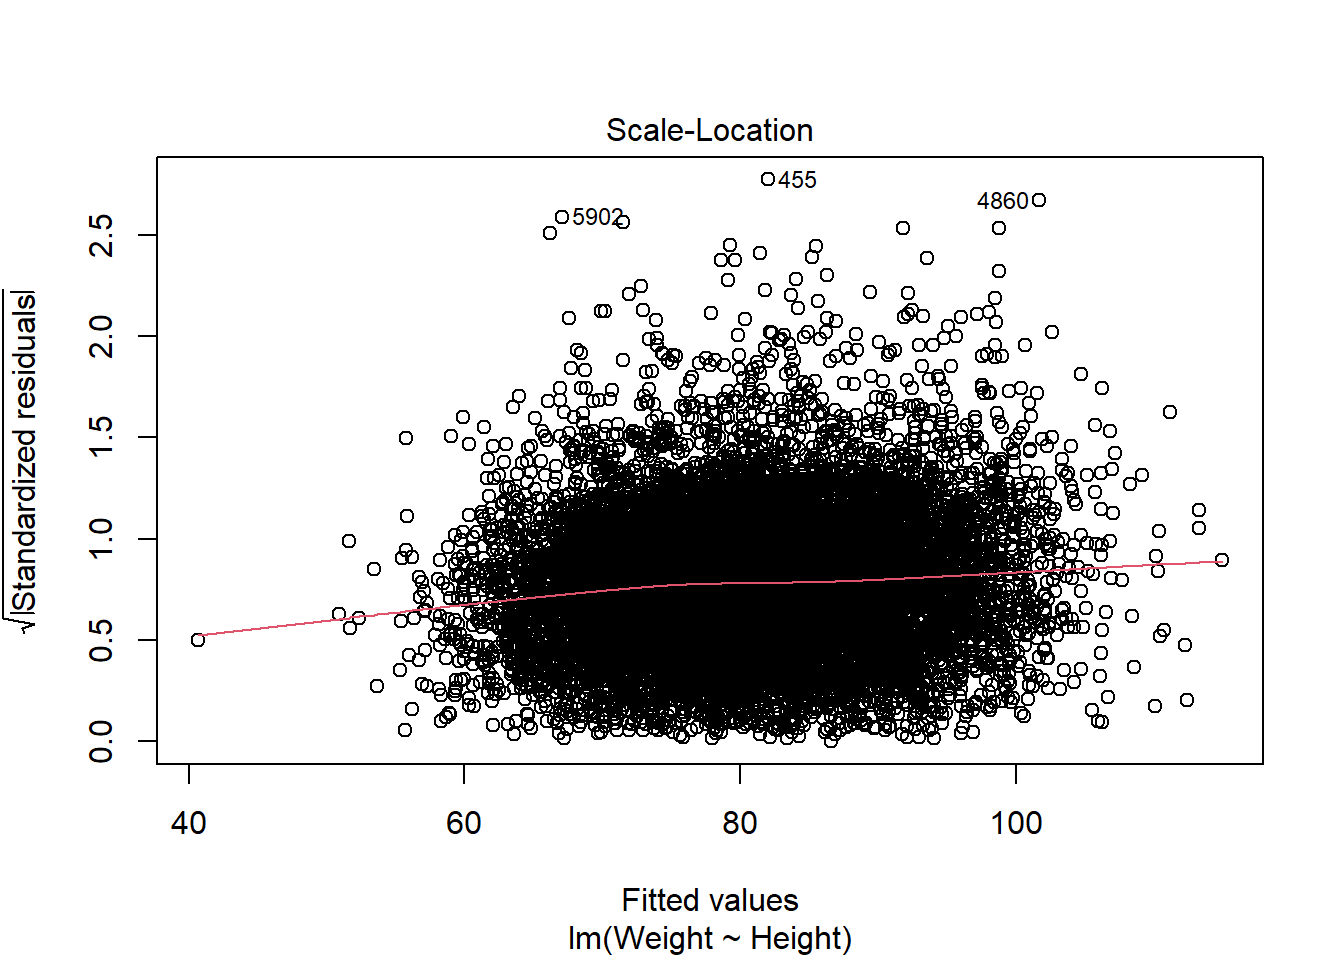 Scale-Location
455
4860
5902
√|Standardized residuals|
2.5
2.0
1.5
1.0
0.5
0.0
40 60 80 100
Fitted values
lm(Weight ~ Height)